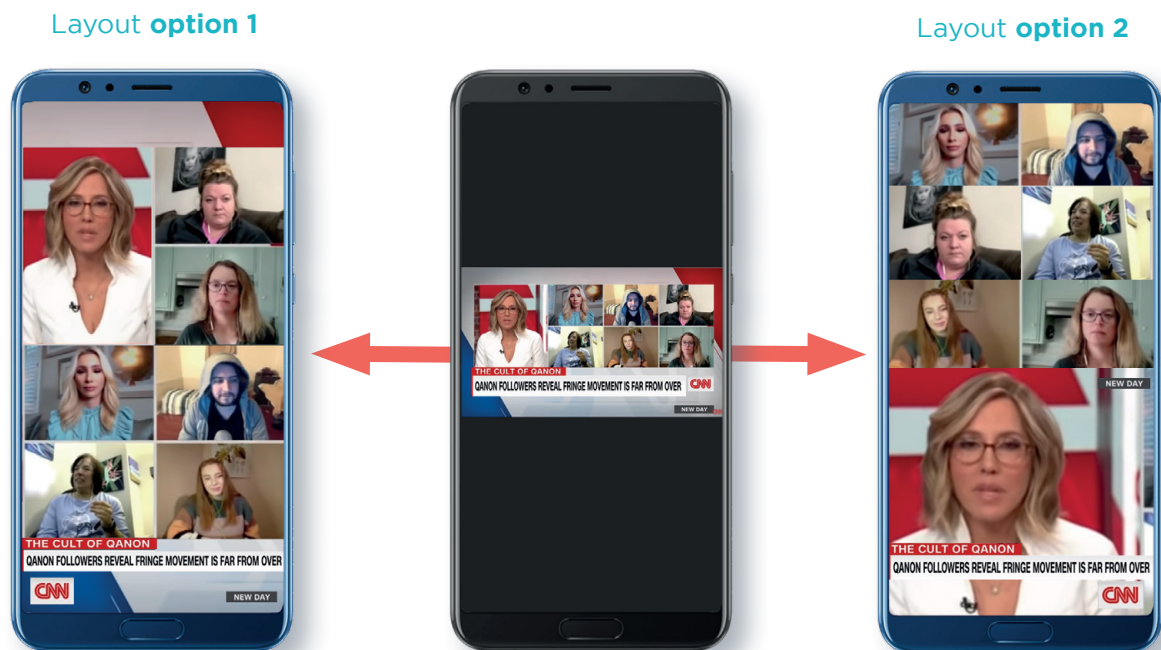 Layout option 1
Layout option 2
THE CULT OF QANON
QANON FOLLOWERS REVEAL FRINGE MOVEMENT IS FAR FROM OVER
CNN
NEW DAY
THE CULT OF QANON
QANON FOLLOWERS REVEAL FRINGE MOVEMENT IS FAR FROM OVER CNN
NEW DAY
NEW DAY
THE CULT OF QANON
QANON FOLLOWERS REVEAL FRINGE MOVEMENT IS FAR FROM OVER
CNN